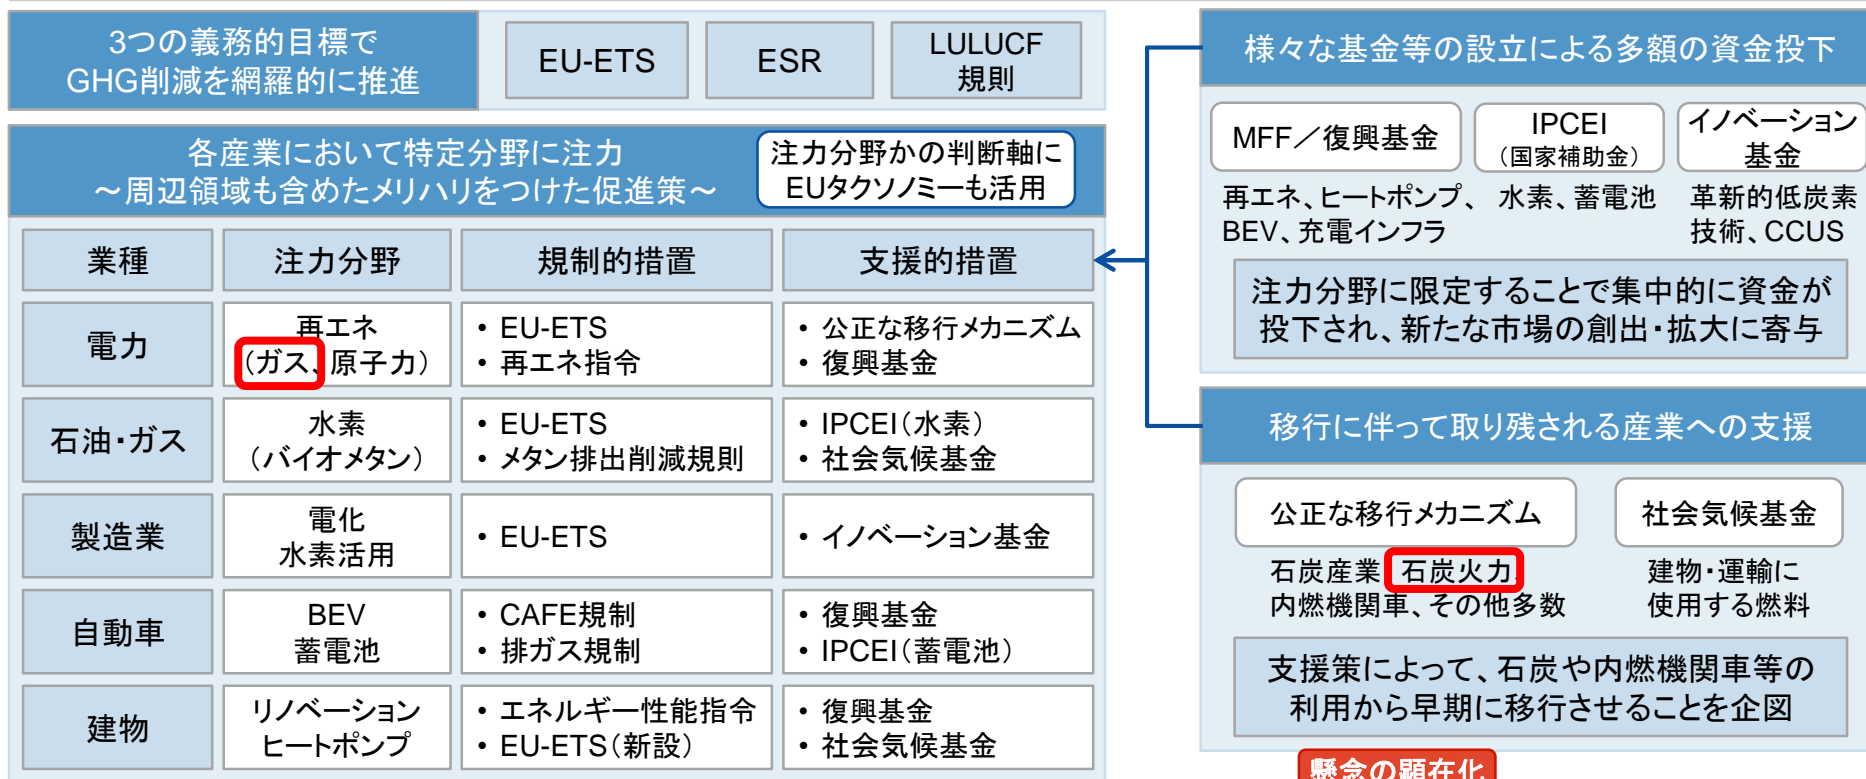 3つの義務的目標で
GHG削減を網羅的に推進
EU-ETS
ESR
LULUCF
規則
各産業において特定分野に注力
～周辺領域も含めたメリハリをつけた促進策～
注力分野かの判断軸に
EUタクソノミーも活用
業種
注力分野
規制的措置
支援的措置
電力
再エネ
（ガス、原子力）
• EU-ETS
• 再エネ指令
• 公正な移行メカニズム
• 復興基金
石油・ガス
水素
（バイオメタン）
• EU-ETS
• メタン排出削減規則
• IPCEI（水素）
• 社会気候基金
製造業
電化
水素活用
• EU-ETS
• イノベーション基金
自動車
BEV
蓄電池
• CAFE規制
• 排ガス規制
• 復興基金
• IPCEI（蓄電池）
建物
リノベーション
ヒートポンプ
• エネルギー性能指令
• EU-ETS（新設）
• 復興基金
• 社会気候基金
様々な基金等の設立による多額の資金投下
MFF／復興基金
IPCEI
（国家補助金）
イノベーション
基金
再エネ、ヒートポンプ、
BEV、充電インフラ
水素、蓄電池
革新的低炭素
技術、CCUS
注力分野に限定することで集中的に資金が
投下され、新たな市場の創出・拡大に寄与
移行に伴って取り残される産業への支援
公正な移行メカニズム
社会気候基金
石炭産業 石炭火力、
内燃機関車、その他多数
建物・運輸に
使用する燃料
支援策によって、石炭や内燃機関車等の
利用から早期に移行させることを企図
懸念の顕在化